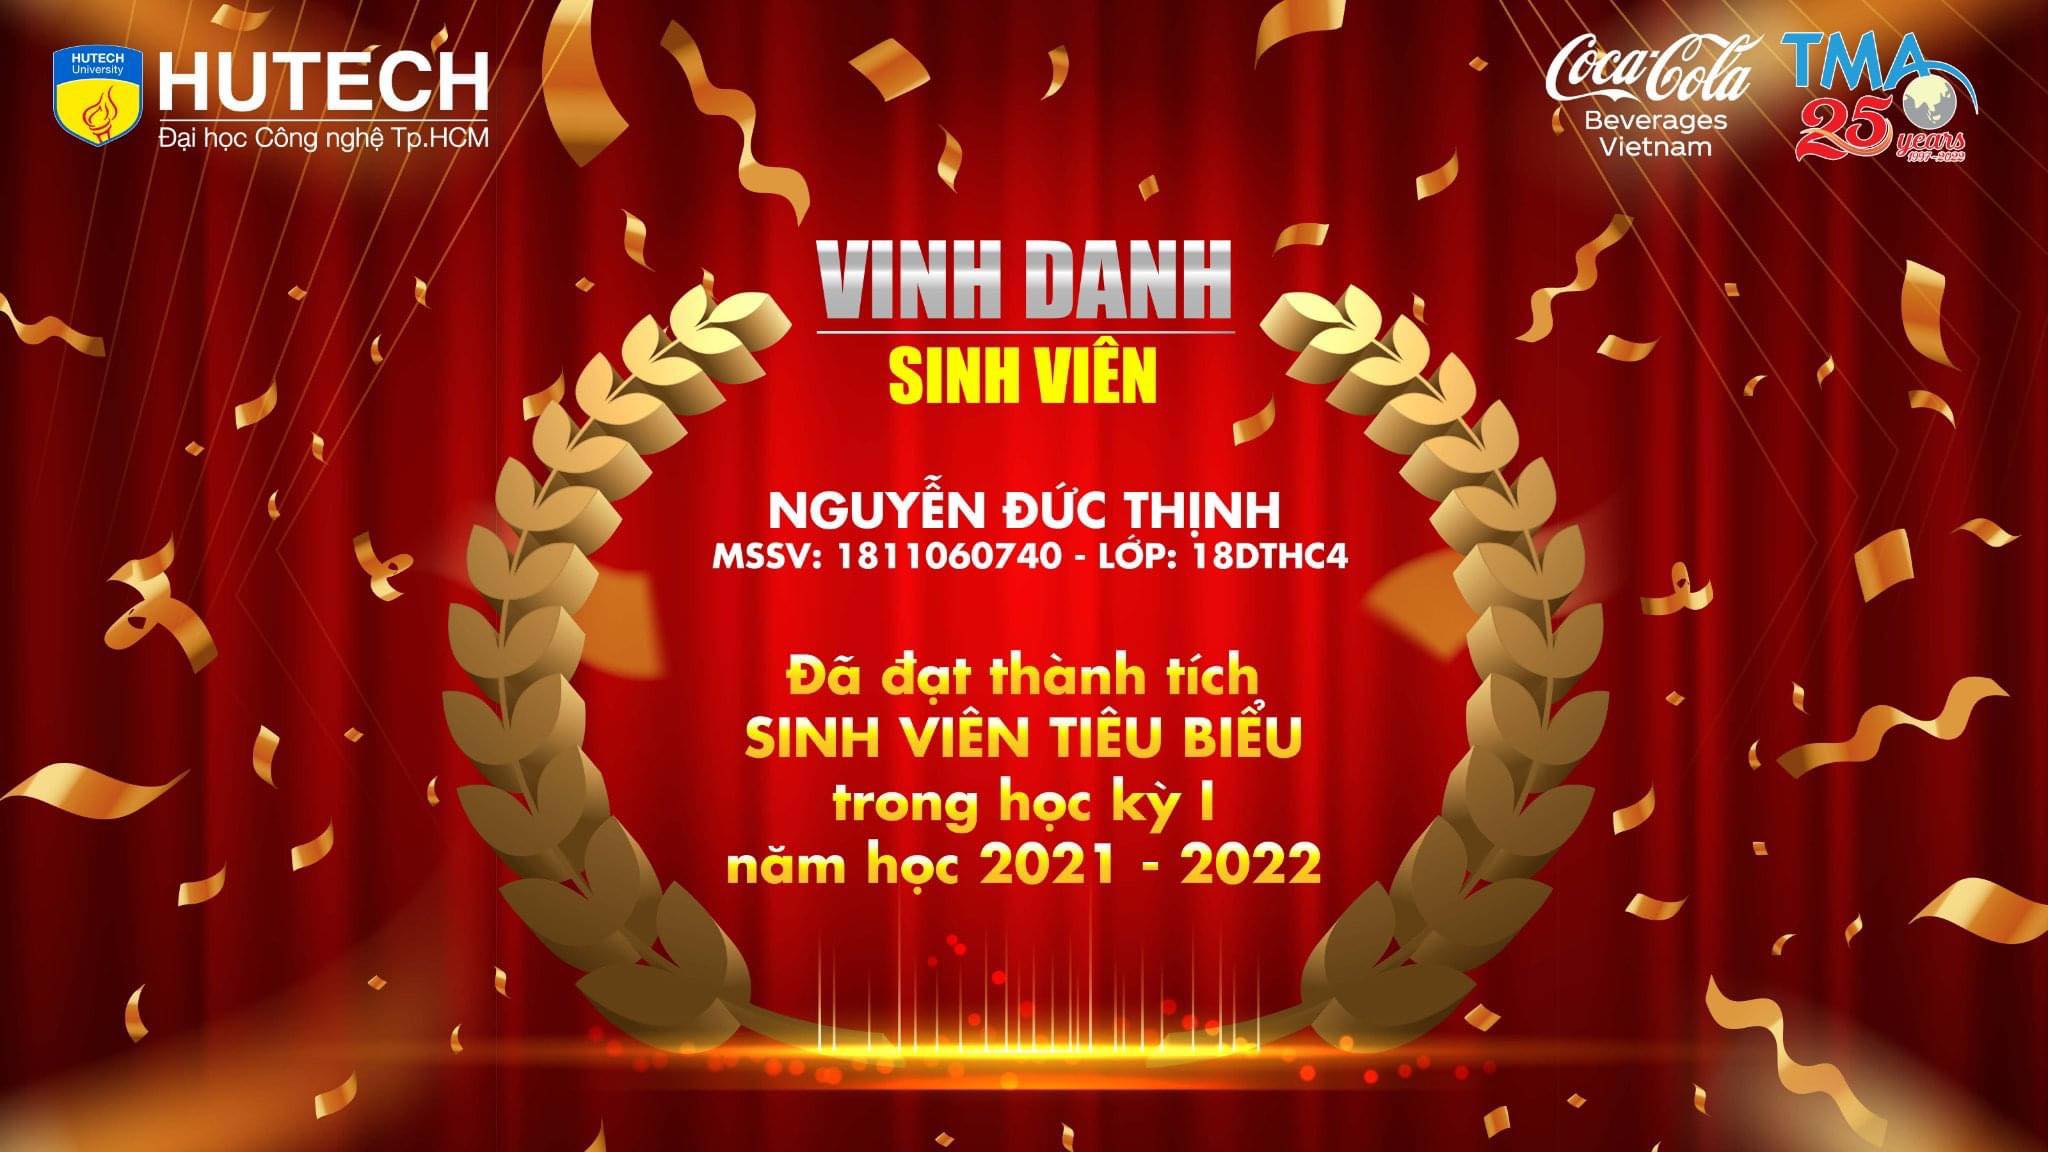 HUTECH
University
HUTECH
Đại học Công nghệ Tp.HCM
Coca-Cola
Beverages
Vietnam
TMA
25 years
1997-2022
VINH DANH
SINH VIÊN
NGUYỄN ĐỨC THỊNH
MSSV: 1811060740 - LỚP: 18DTHC4
Đã đạt thành tích
SINH VIÊN TIÊU BIỂU
trong học kỳ I
năm học 2021 - 2022